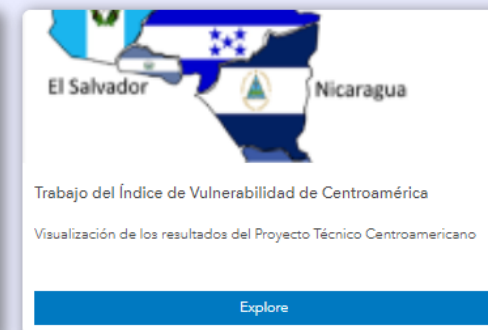 El Salvador
Nicaragua
Trabajo del Índice de Vulnerabilidad de Centroamérica
Visualización de los resultados del Proyecto Técnico Centroamericano
Explore